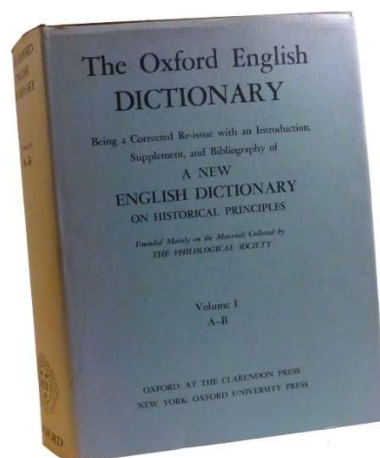 The Oxford English
DICTIONARY
Being a Corrected Re-issue with an Introduction,
Supplement, and Bibliography of
A NEW
ENGLISH DICTIONARY
ON HISTORICAL PRINCIPLES
Founded Mainly on the Materials Collected by
THE PHILOLOGICAL SOCIETY
Volume I
A–B
OXFORD: AT THE CLARENDON PRESS
NEW YORK: OXFORD UNIVERSITY PRESS
ENGLISH
DICTIONARY
A–B